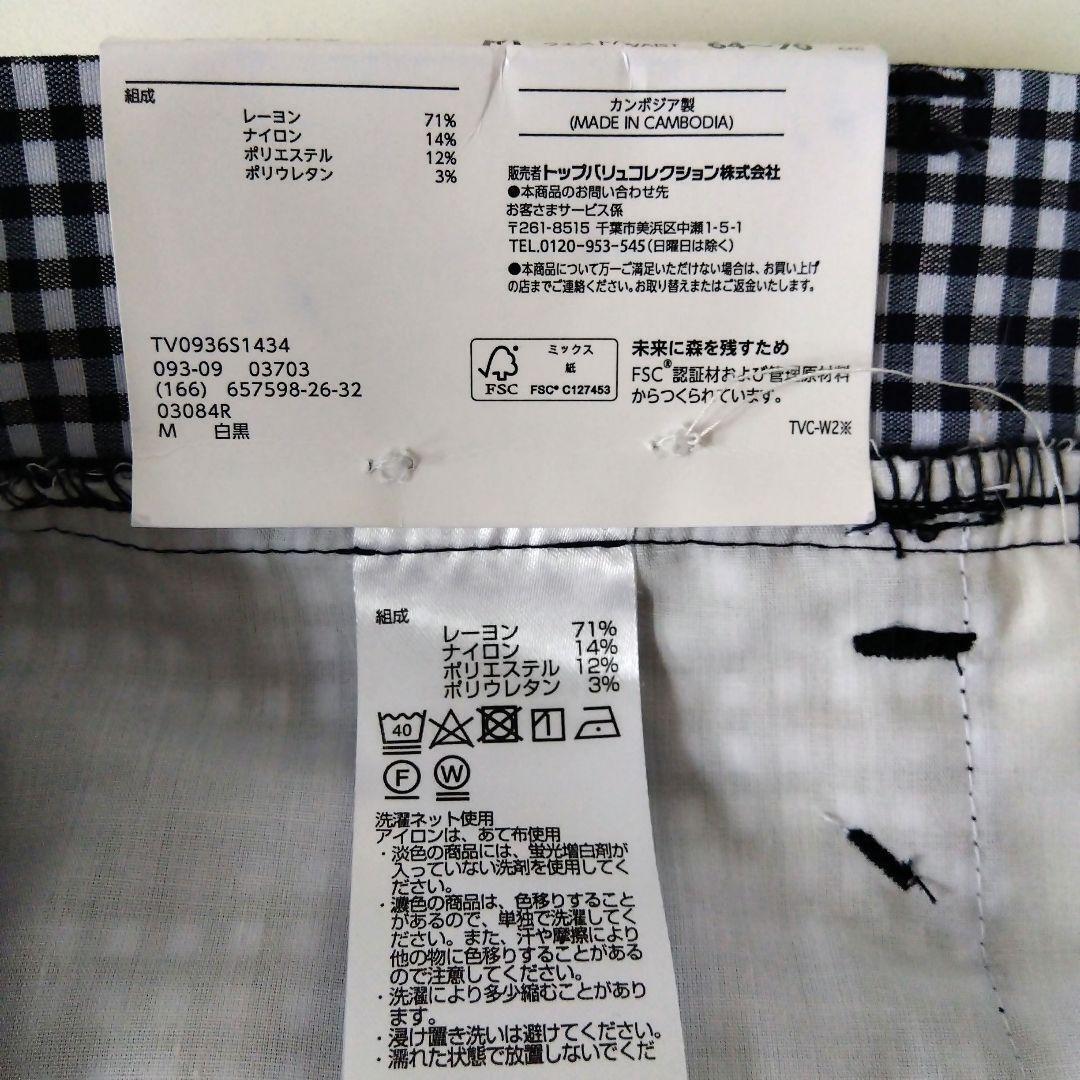 組成
レーヨン 71%
ナイロン 14%
ポリエステル 12%
ポリウレタン 3%
カンボジア製
(MADE IN CAMBODIA)
販売者トップバリュコレクション株式会社
●本商品のお問い合わせ先
お客さまサービス係
〒261-8515 千葉市美浜区中瀬1-5-1
TEL.0120-953-545(日曜日は除く)
●本商品について万一ご満足いただけない場合は、お買い上げ
の店までご連絡ください。お取り替えまたはご返金いたします。
TV0936S1434
093-09 03703
(166) 657598-26-32
03084R
M 白黒
FSC
ミックス
紙
FSC® C127453
未来に森を残すため
FSC®認証材および管理原材料
からつくられています。
TVC-W2※
組成
レーヨン 71%
ナイロン 14%
ポリエステル 12%
ポリウレタン 3%
40
F W
洗濯ネット使用
アイロンは、あて布使用
・淡色の商品には、蛍光増白剤が
入っていない洗剤を使用してく
ださい。
・濃色の商品は、色移りすること
があるので、単独で洗濯してく
ださい。また、汗や摩擦により
他の物に色移りすることがある
ので注意してください。
・洗濯により多少縮むことがあり
ます。
・浸け置き洗いは避けてください。
・濡れた状態で放置しないでくだ